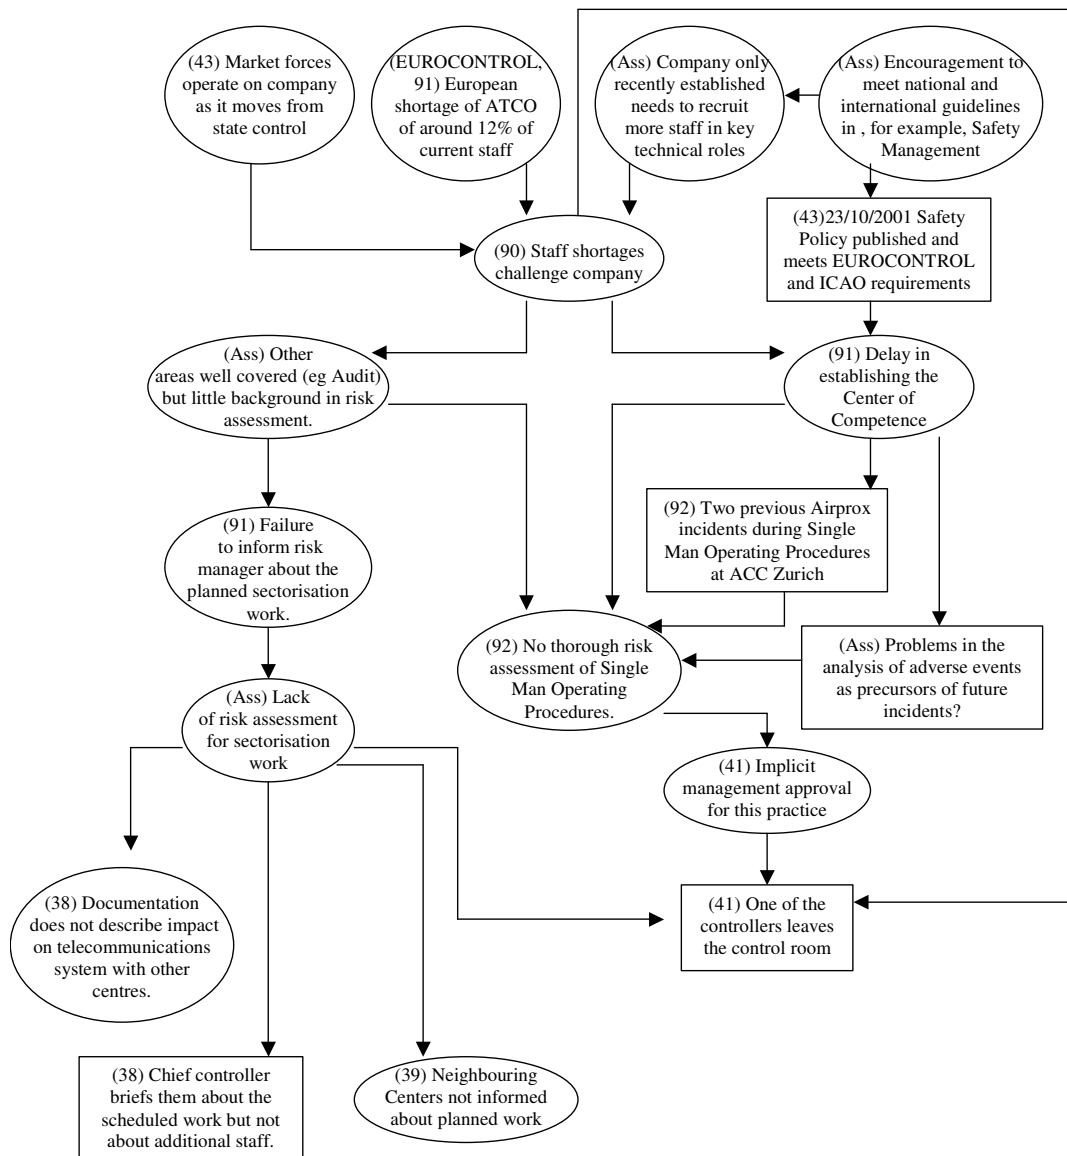 (43) Market forces
operate on company
as it moves from
state control
(EUROCONTROL,
91) European
shortage of ATCO
of around 12% of
current staff
(Ass) Company only
recently established
needs to recruit
more staff in key
technical roles
(Ass) Encouragement to
meet national and
international guidelines
in , for example, Safety
Management
(90) Staff shortages
challenge company
(43)23/10/2001 Safety
Policy published and
meets EUROCONTROL
and ICAO requirements
(Ass) Other
areas well covered (eg Audit)
but little background in risk
assessment.
(91) Delay in
establishing the
Center of
Competence
(91) Failure
to inform risk
manager about the
planned sectorisation
work.
(92) Two previous Airprox
incidents during Single
Man Operating Procedures
at ACC Zurich
(92) No thorough risk
assessment of Single
Man Operating
Procedures.
(Ass) Problems in the
analysis of adverse events
as precursors of future
incidents?
(Ass) Lack
of risk assessment
for sectorisation
work
(41) Implicit
management approval
for this practice
(38) Documentation
does not describe impact
on telecommunications
system with other
centres.
(41) One of the
controllers leaves
the control room
(38) Chief controller
briefs them about the
scheduled work but not
about additional staff.
(39) Neighbouring
Centers not informed
about planned work